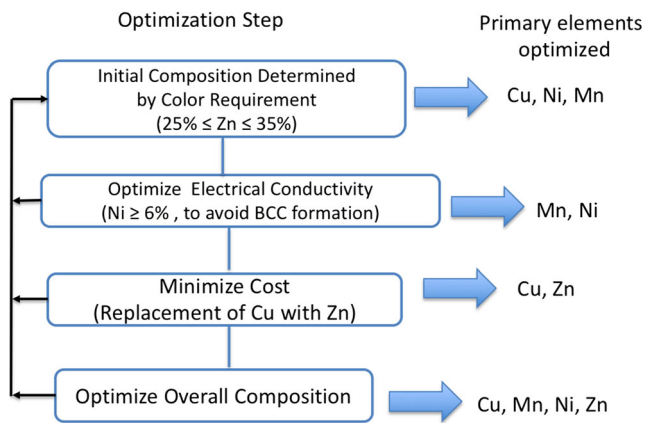 Optimization Step
Primary elements
optimized
Initial Composition Determined
by Color Requirement
(25% ≤ Zn ≤ 35%)
Cu, Ni, Mn
Optimize Electrical Conductivity
(Ni ≥ 6% , to avoid BCC formation)
Mn, Ni
Minimize Cost
(Replacement of Cu with Zn)
Cu, Zn
Optimize Overall Composition
Cu, Mn, Ni, Zn